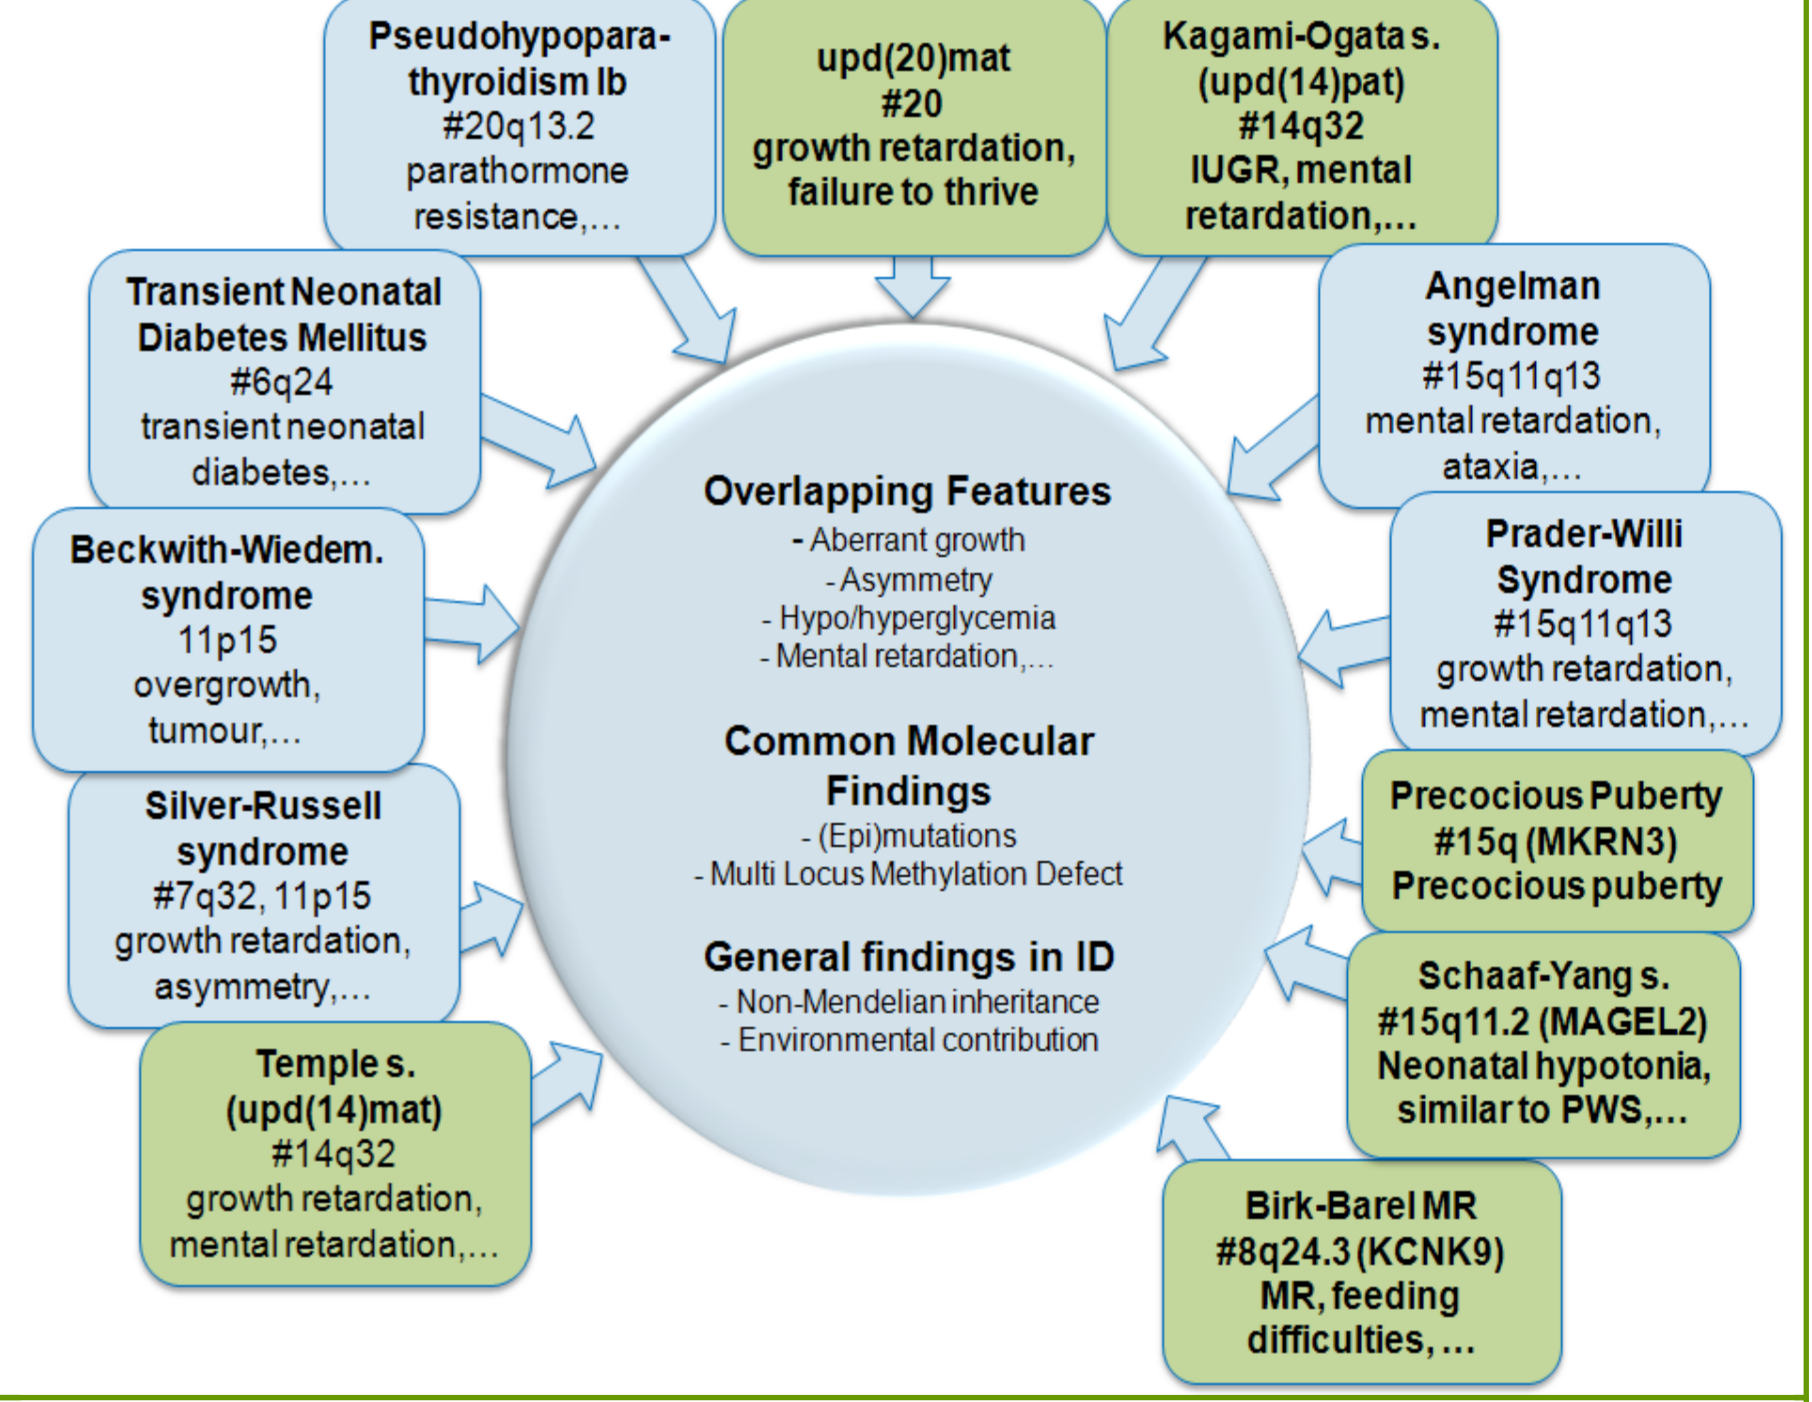 Pseudohypopara-
thyroidism Ib
#20q13.2
parathormone
resistance,...
upd(20)mat
#20
growth retardation,
failure to thrive
Kagami-Ogata s.
(upd(14)pat)
#14q32
IUGR, mental
retardation,...
Transient Neonatal
Diabetes Mellitus
#6q24
transient neonatal
diabetes,...
Angelman
syndrome
#15q11q13
mental retardation,
ataxia,...
Beckwith-Wiedem.
syndrome
11p15
overgrowth,
tumour,...
Prader-Willi
Syndrome
#15q11q13
growth retardation,
mental retardation,...
Silver-Russell
syndrome
#7q32, 11p15
growth retardation,
asymmetry,...
Precocious Puberty
#15q (MKRN3)
Precocious puberty
Temple s.
(upd(14)mat)
#14q32
growth retardation,
mental retardation,...
Schaaf-Yang s.
#15q11.2 (MAGEL2)
Neonatal hypotonia,
similar to PWS,...
Birk-Barel MR
#8q24.3 (KCNK9)
MR, feeding
difficulties, ...
Overlapping Features
- Aberrant growth
- Asymmetry
- Hypo/hyperglycemia
- Mental retardation,...
Common Molecular
Findings
- (Epi)mutations
- Multi Locus Methylation Defect
General findings in ID
- Non-Mendelian inheritance
- Environmental contribution